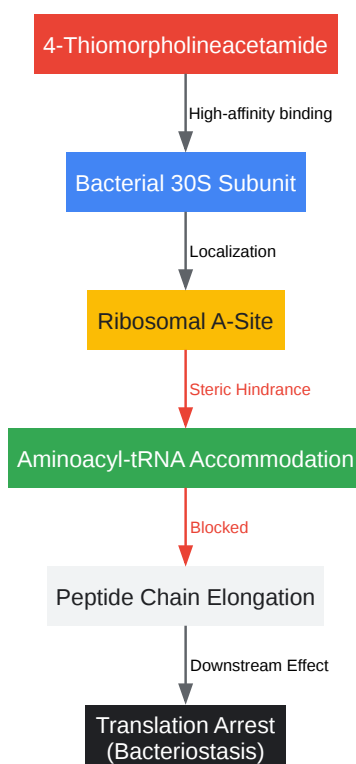 4-Thiomorpholineacetamide
High-affinity binding
Bacterial 30S Subunit
Localization
Ribosomal A-Site
Steric Hindrance
Aminoacyl-tRNA Accommodation
Blocked
Peptide Chain Elongation
Downstream Effect
Translation Arrest
(Bacteriostasis)